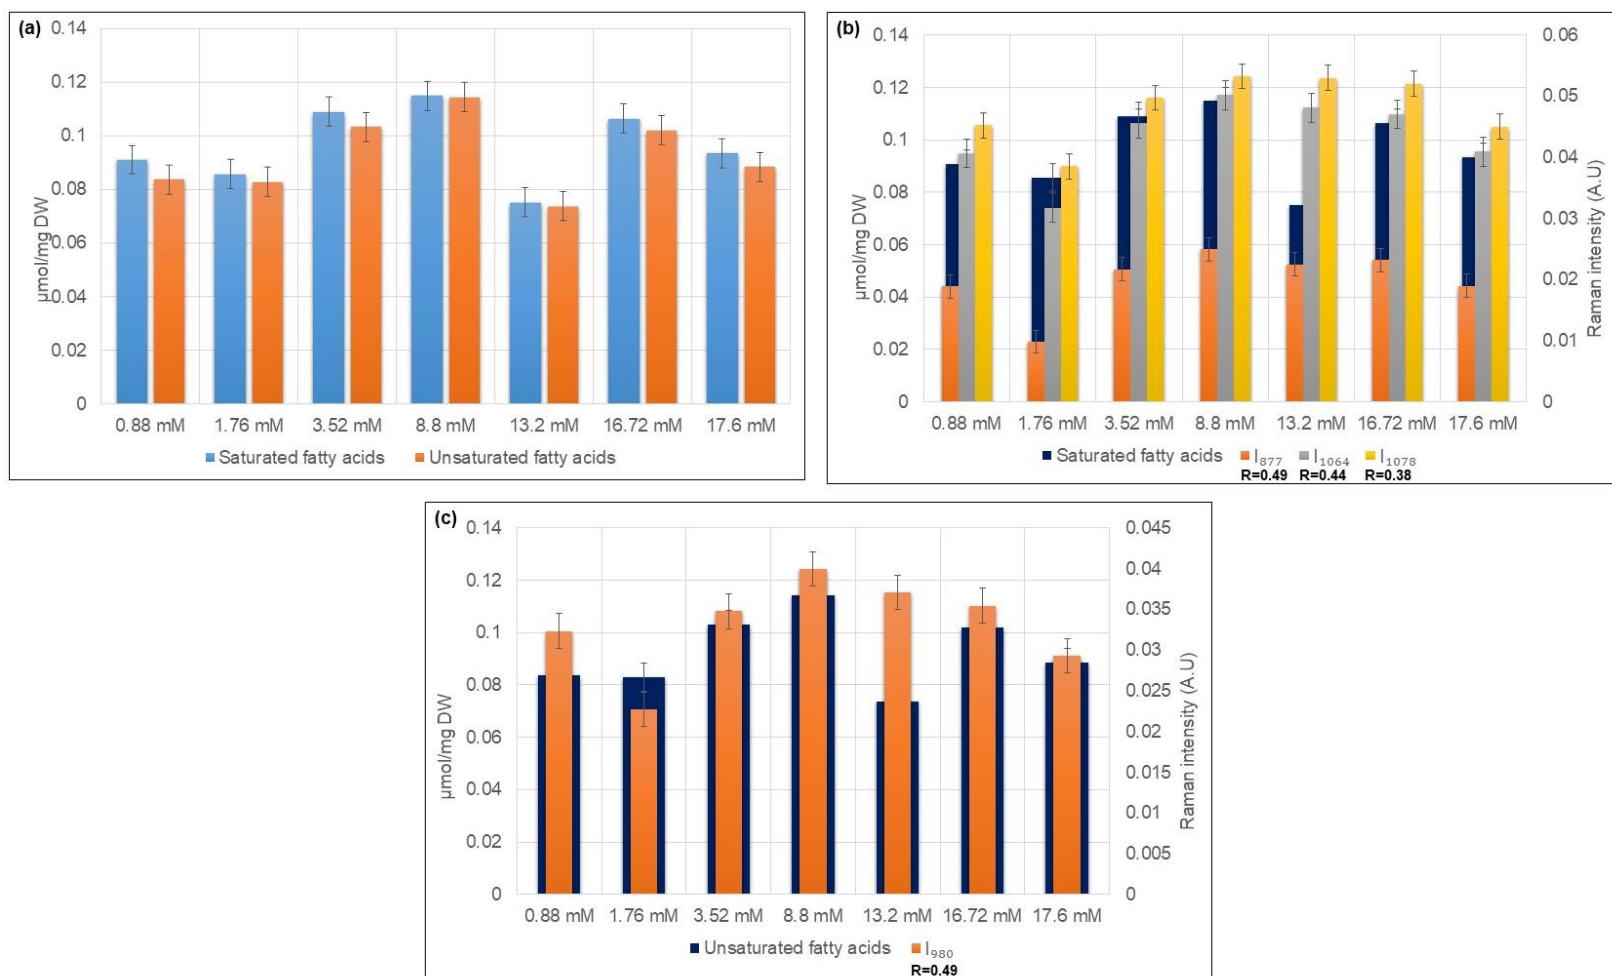 (a)
0.14
0.12
0.1
0.08
0.06
0.04
0.02
0
µmol/mg DW
0.88 mM 1.76 mM 3.52 mM 8.8 mM 13.2 mM 16.72 mM 17.6 mM
Saturated fatty acids Unsaturated fatty acids
(b)
0.14
0.12
0.1
0.08
0.06
0.04
0.02
0
µmol/mg DW
0.06
0.05
0.04
0.03
0.02
0.01
0
Raman intensity (A.U)
0.88 mM 1.76 mM 3.52 mM 8.8 mM 13.2 mM 16.72 mM 17.6 mM
Saturated fatty acids I₈₇₇ I₁₀₆₄ I₁₀₇₈
R=0.49 R=0.44 R=0.38
(c)
0.14
0.12
0.1
0.08
0.06
0.04
0.02
0
µmol/mg DW
0.045
0.04
0.035
0.03
0.025
0.02
0.015
0.01
0.005
0
Raman intensity (A.U)
0.88 mM 1.76 mM 3.52 mM 8.8 mM 13.2 mM 16.72 mM 17.6 mM
Unsaturated fatty acids I₉₈₀
R=0.49